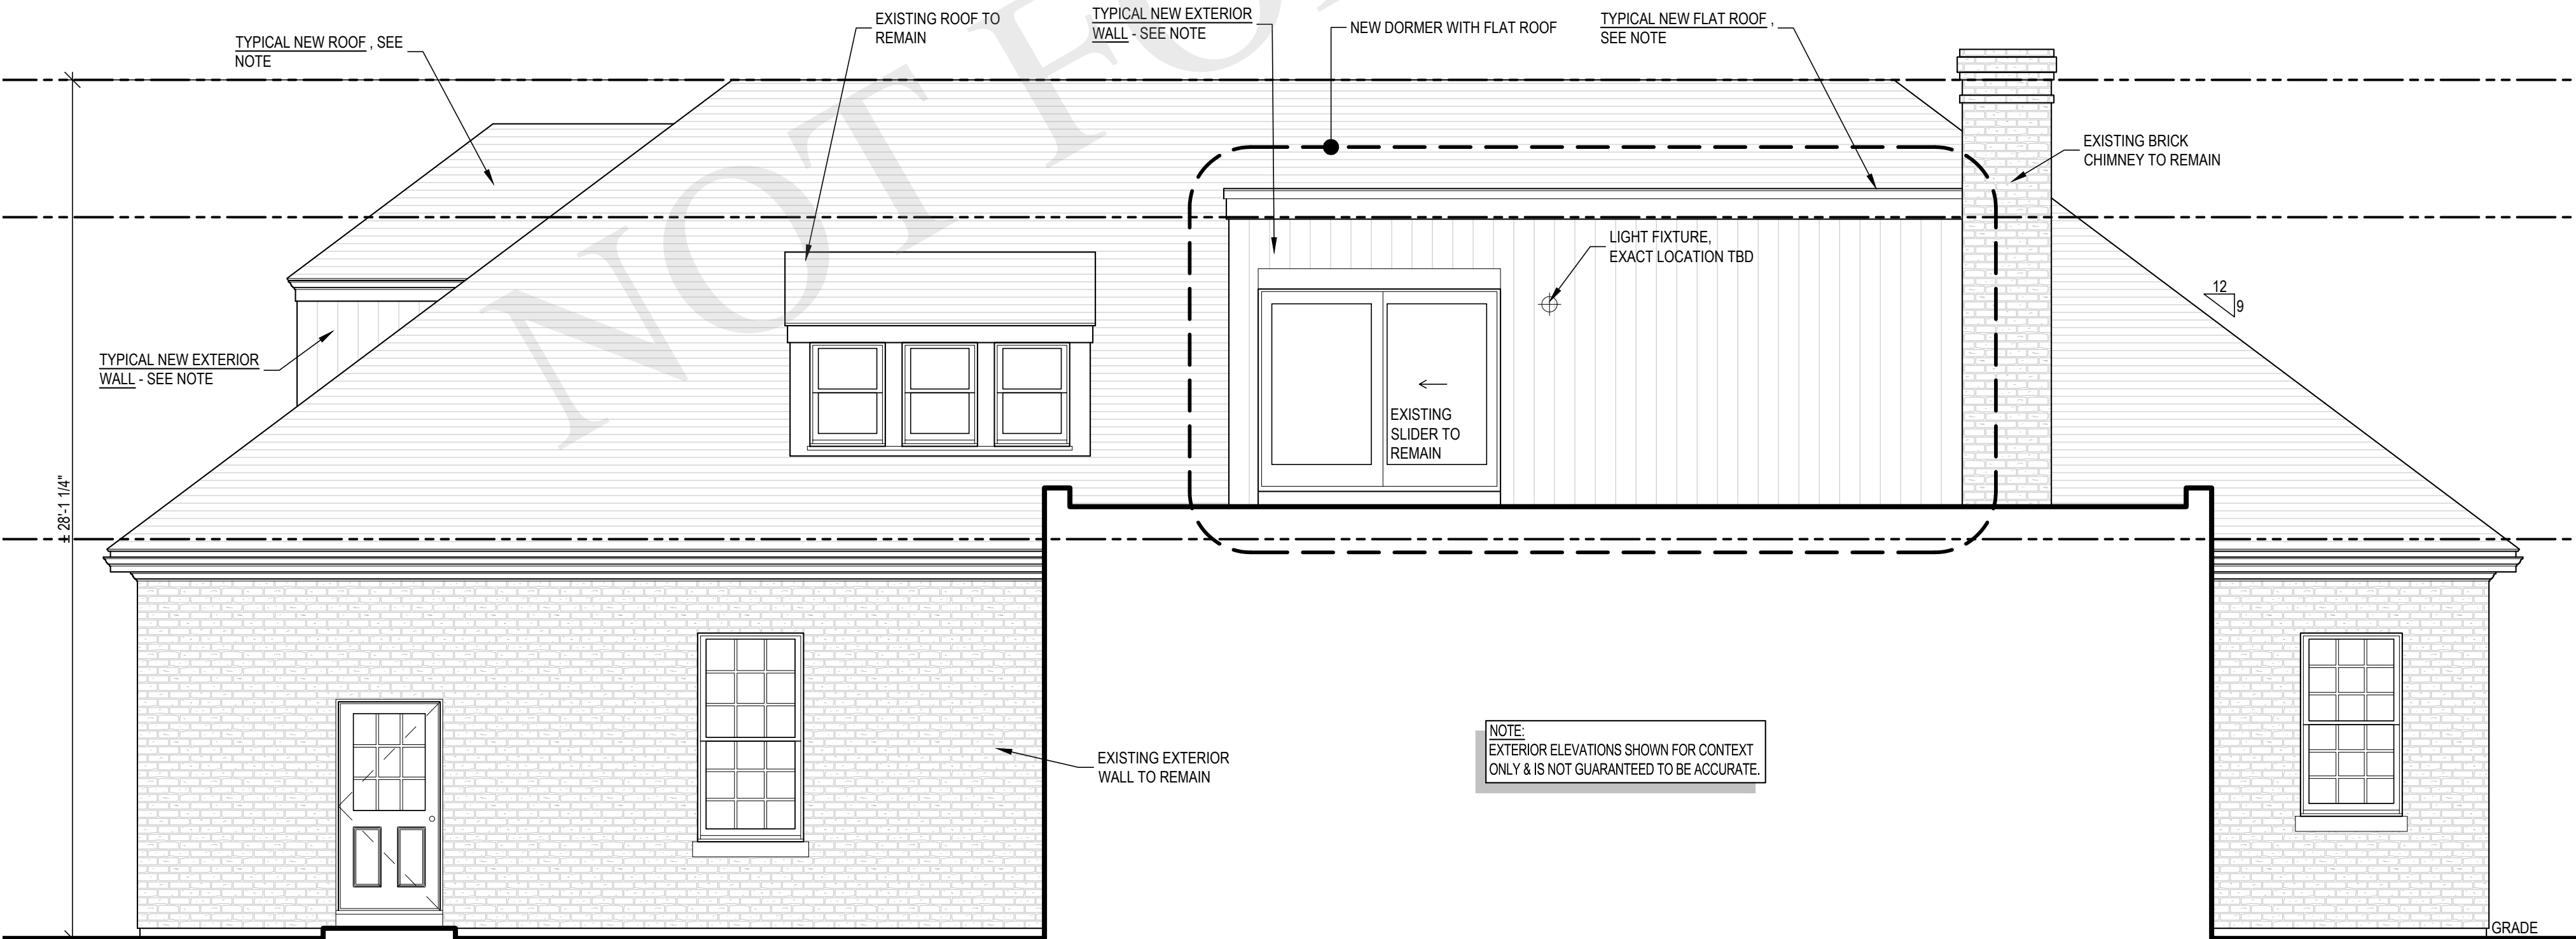 EXISTING ROOF TO
REMAIN
TYPICAL NEW EXTERIOR
WALL - SEE NOTE
NEW DORMER WITH FLAT ROOF
TYPICAL NEW FLAT ROOF ,
SEE NOTE
TYPICAL NEW ROOF , SEE
NOTE
EXISTING BRICK
CHIMNEY TO REMAIN
LIGHT FIXTURE,
EXACT LOCATION TBD
12
9
TYPICAL NEW EXTERIOR
WALL - SEE NOTE
EXISTING
SLIDER TO
REMAIN
± 28'-1 1/4"
NOTE:
EXTERIOR ELEVATIONS SHOWN FOR CONTEXT
ONLY & IS NOT GUARANTEED TO BE ACCURATE.
EXISTING EXTERIOR
WALL TO REMAIN
GRADE
NOT